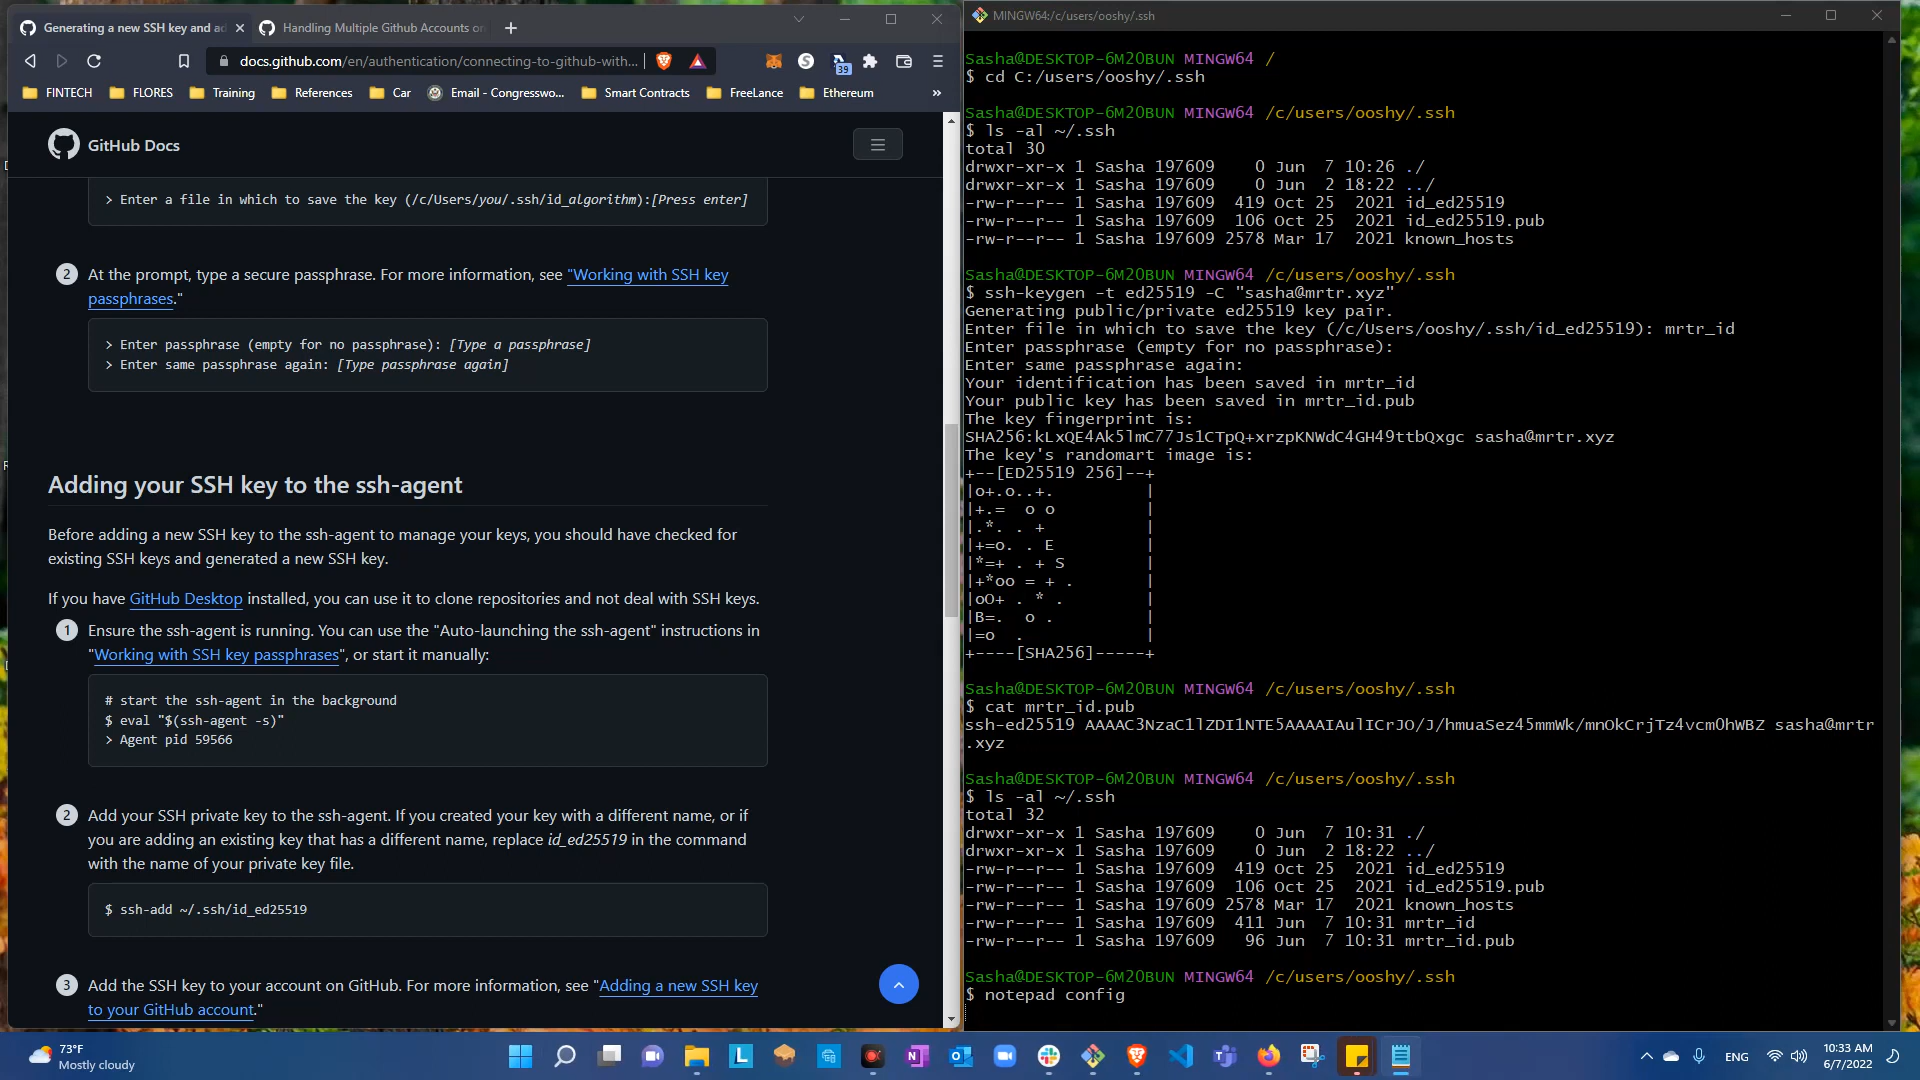 Generating a new SSH key and ad
Handling Multiple Github Accounts on
docs.github.com/en/authentication/connecting-to-github-with...
39
FINTECH
FLORES
Training
References
Car
Email - Congresswo...
Smart Contracts
FreeLance
Ethereum
»
GitHub Docs
> Enter a file in which to save the key (/c/Users/you/.ssh/id_algorithm):[Press enter]
2 At the prompt, type a secure passphrase. For more information, see "Working with SSH key
passphrases."
> Enter passphrase (empty for no passphrase): [Type a passphrase]
> Enter same passphrase again: [Type passphrase again]
Adding your SSH key to the ssh-agent
Before adding a new SSH key to the ssh-agent to manage your keys, you should have checked for
existing SSH keys and generated a new SSH key.
If you have GitHub Desktop installed, you can use it to clone repositories and not deal with SSH keys.
1 Ensure the ssh-agent is running. You can use the "Auto-launching the ssh-agent" instructions in
"Working with SSH key passphrases", or start it manually:
# start the ssh-agent in the background
$ eval "$(ssh-agent -s)"
> Agent pid 59566
2 Add your SSH private key to the ssh-agent. If you created your key with a different name, or if
you are adding an existing key that has a different name, replace id_ed25519 in the command
with the name of your private key file.
$ ssh-add ~/.ssh/id_ed25519
3 Add the SSH key to your account on GitHub. For more information, see "Adding a new SSH key
to your GitHub account."
MINGW64:/c/users/ooshy/.ssh
Sasha@DESKTOP-6M2OBUN MINGW64 /
$ cd C:/users/ooshy/.ssh
Sasha@DESKTOP-6M2OBUN MINGW64 /c/users/ooshy/.ssh
$ ls -al ~/.ssh
total 30
drwxr-xr-x 1 Sasha 197609    0 Jun  7 10:26 ./
drwxr-xr-x 1 Sasha 197609    0 Jun  2 18:22 ../
-rw-r--r-- 1 Sasha 197609  419 Oct 25  2021 id_ed25519
-rw-r--r-- 1 Sasha 197609  106 Oct 25  2021 id_ed25519.pub
-rw-r--r-- 1 Sasha 197609 2578 Mar 17  2021 known_hosts
Sasha@DESKTOP-6M2OBUN MINGW64 /c/users/ooshy/.ssh
$ ssh-keygen -t ed25519 -C "sasha@mrtr.xyz"
Generating public/private ed25519 key pair.
Enter file in which to save the key (/c/Users/ooshy/.ssh/id_ed25519): mrtr_id
Enter passphrase (empty for no passphrase):
Enter same passphrase again:
Your identification has been saved in mrtr_id
Your public key has been saved in mrtr_id.pub
The key fingerprint is:
SHA256:kLxQE4Ak5lmC77Js1CTpQ+xrzpKNWdC4GH49ttbQxgc sasha@mrtr.xyz
The key's randomart image is:
+--[ED25519 256]--+
|o+.o..+.         |
|+.=  o o         |
|.*. . +          |
|+=o. . E         |
|*=+ . + S        |
|+*oo = + .       |
|oO+ . * .        |
|B=.  o .         |
|=o  .            |
+----[SHA256]-----+
Sasha@DESKTOP-6M2OBUN MINGW64 /c/users/ooshy/.ssh
$ cat mrtr_id.pub
ssh-ed25519 AAAAC3NzaC1lZDI1NTE5AAAAIAulICrJO/J/hmuaSez45mmWk/mnOkCrjTz4vcm0hWBZ sasha@mrtr
.xyz
Sasha@DESKTOP-6M2OBUN MINGW64 /c/users/ooshy/.ssh
$ ls -al ~/.ssh
total 32
drwxr-xr-x 1 Sasha 197609    0 Jun  7 10:31 ./
drwxr-xr-x 1 Sasha 197609    0 Jun  2 18:22 ../
-rw-r--r-- 1 Sasha 197609  419 Oct 25  2021 id_ed25519
-rw-r--r-- 1 Sasha 197609  106 Oct 25  2021 id_ed25519.pub
-rw-r--r-- 1 Sasha 197609 2578 Mar 17  2021 known_hosts
-rw-r--r-- 1 Sasha 197609  411 Jun  7 10:31 mrtr_id
-rw-r--r-- 1 Sasha 197609   96 Jun  7 10:31 mrtr_id.pub
Sasha@DESKTOP-6M2OBUN MINGW64 /c/users/ooshy/.ssh
$ notepad config
73°F
Mostly cloudy
ENG
10:33 AM
6/7/2022